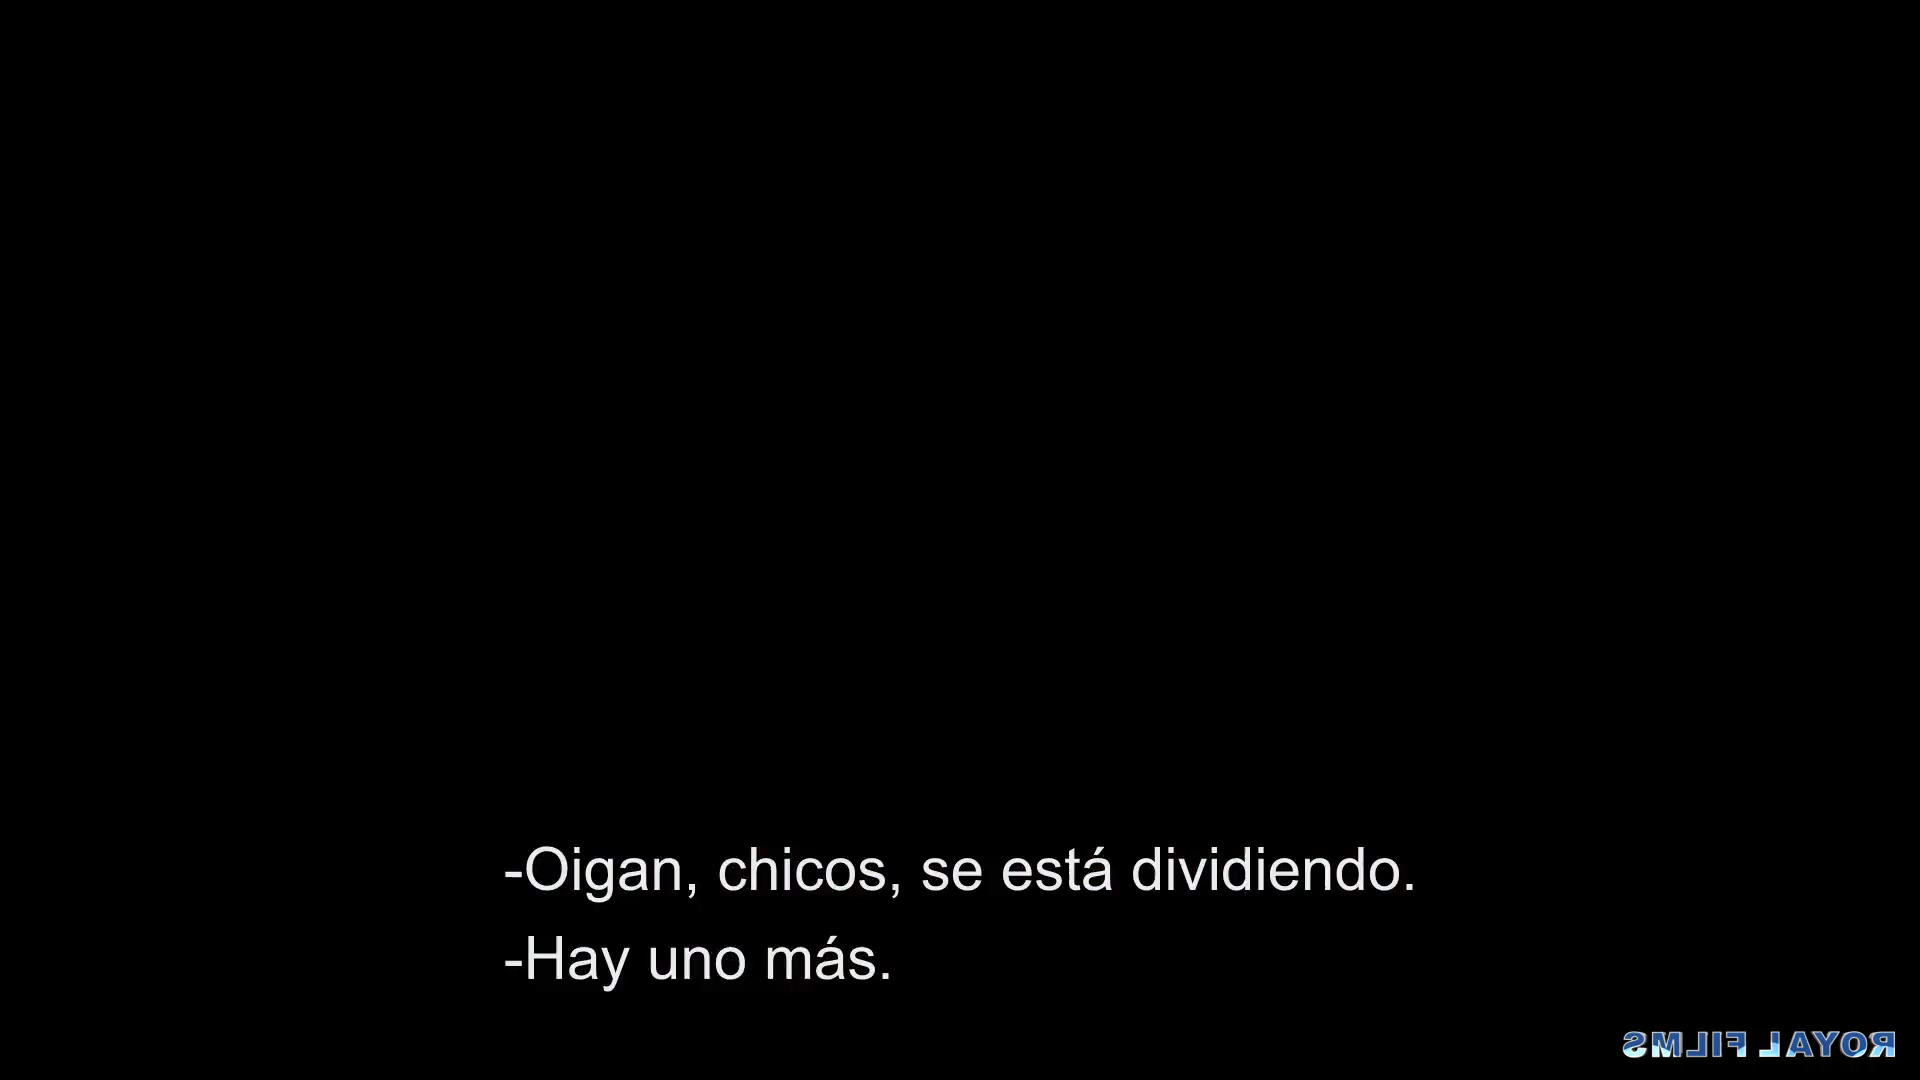 -Oigan, chicos, se está dividiendo.
-Hay uno más.
ROYAL FILMS